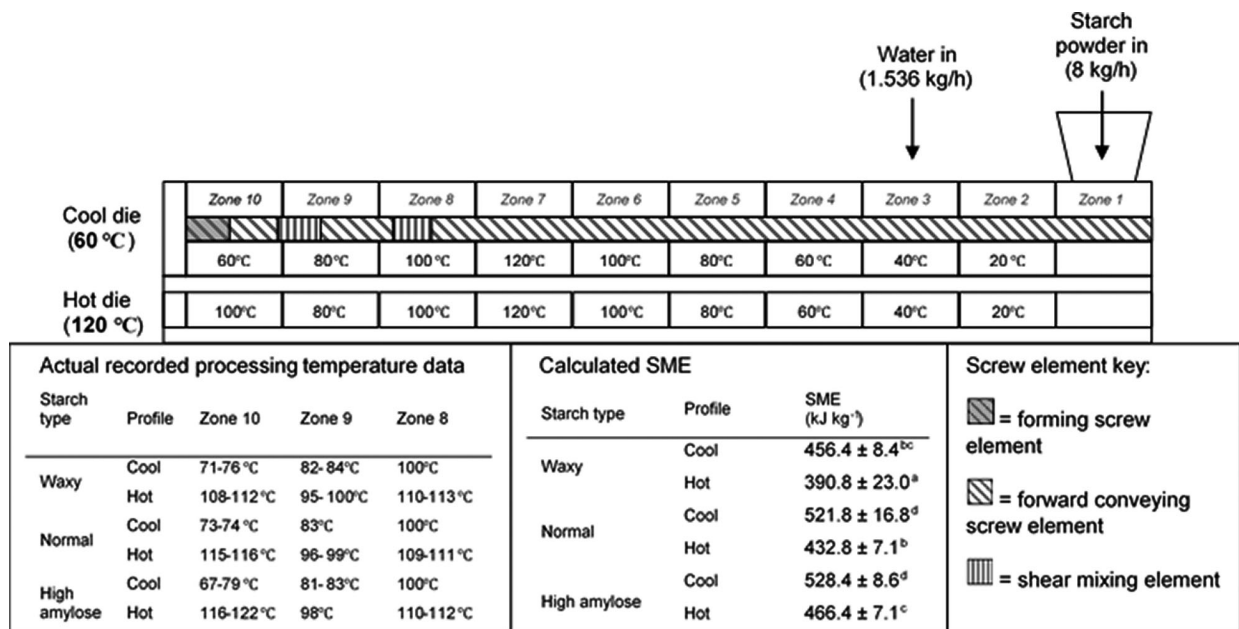 Water in
(1.536 kg/h)
Starch
powder in
(8 kg/h)
Cool die
(60 °C)
Zone 10 Zone 9 Zone 8 Zone 7 Zone 6 Zone 5 Zone 4 Zone 3 Zone 2 Zone 1
60°C 80°C 100°C 120°C 100°C 80°C 60°C 40°C 20°C
Hot die
(120 °C)
100°C 80°C 100°C 120°C 100°C 80°C 60°C 40°C 20°C
Actual recorded processing temperature data
Starch
type Profile Zone 10 Zone 9 Zone 8
Waxy
Cool 71-76 °C 82-84°C 100°C
Hot 108-112°C 95-100°C 110-113°C
Normal
Cool 73-74 °C 83°C 100°C
Hot 115-116°C 96-99°C 109-111°C
High
amylose
Cool 67-79 °C 81-83°C 100°C
Hot 116-122°C 98°C 110-112°C
Calculated SME
Starch type Profile SME
(kJ kg⁻¹)
Waxy
Cool 456.4 ± 8.4ᵇᶜ
Hot 390.8 ± 23.0ᵃ
Normal
Cool 521.8 ± 16.8ᵈ
Hot 432.8 ± 7.1ᵇ
High amylose
Cool 528.4 ± 8.6ᵈ
Hot 466.4 ± 7.1ᶜ
Screw element key:
= forming screw
element
= forward conveying
screw element
= shear mixing element